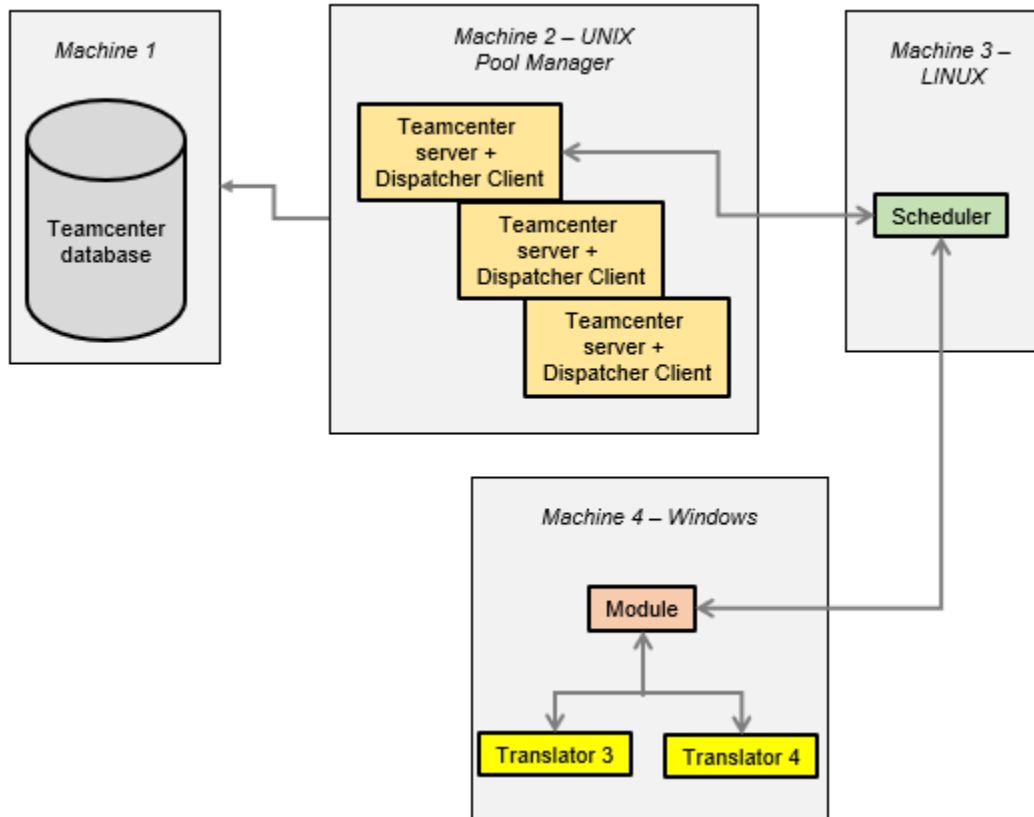 Machine 1
Teamcenter
database
Machine 2 – UNIX
Pool Manager
Teamcenter
server +
Dispatcher Client
Teamcenter
server +
Dispatcher Client
Teamcenter
server +
Dispatcher Client
Machine 3 –
LINUX
Scheduler
Machine 4 – Windows
Module
Translator 3
Translator 4